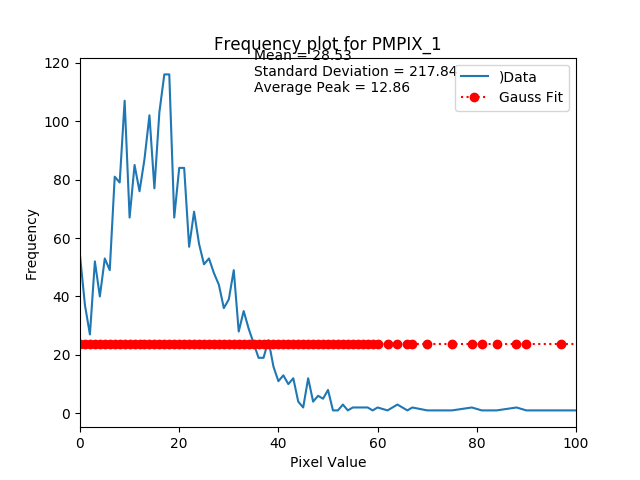 Frequency plot for PMPIX_1
Mean = 28.53
Standard Deviation = 217.84
Average Peak = 12.86
)Data
Gauss Fit
120
100
80
60
40
20
0
Frequency
0 20 40 60 80 100
Pixel Value